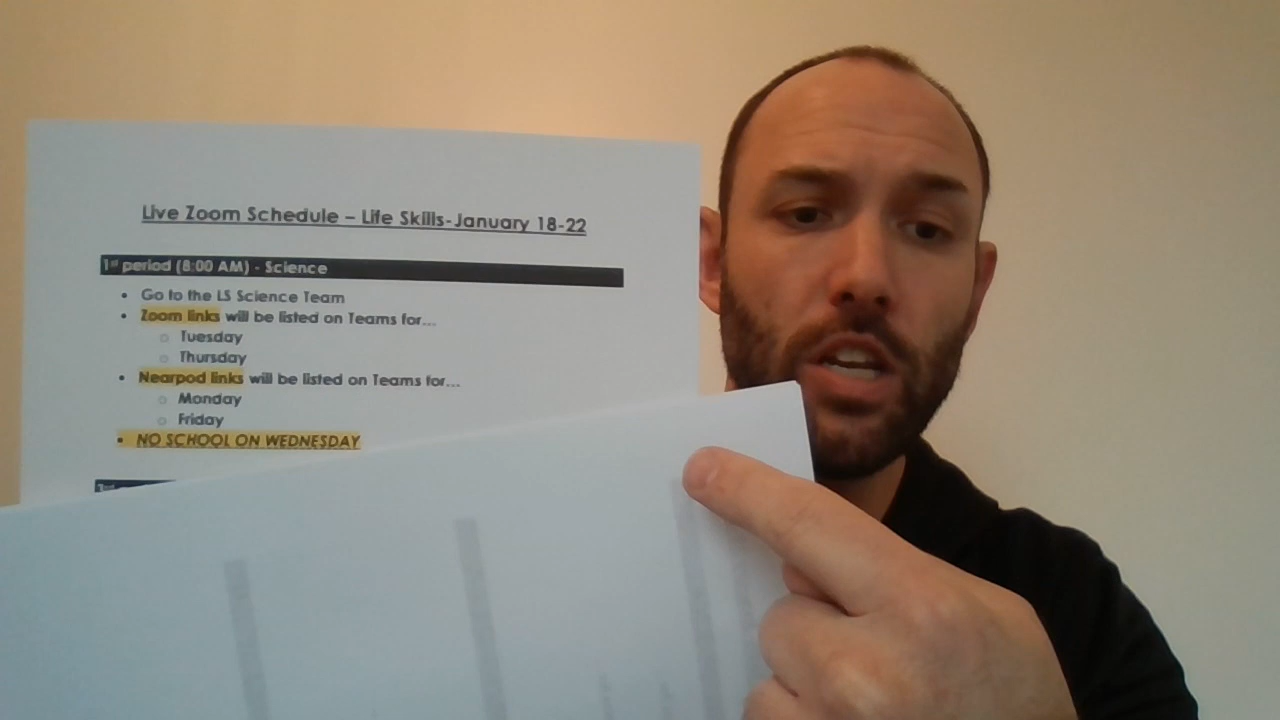 Live Zoom Schedule – Life Skills-January 18-22
1st period (8:00 AM) - Science
• Go to the LS Science Team
• Zoom links will be listed on Teams for...
○ Tuesday
○ Thursday
• Nearpod links will be listed on Teams for...
○ Monday
○ Friday
• NO SCHOOL ON WEDNESDAY